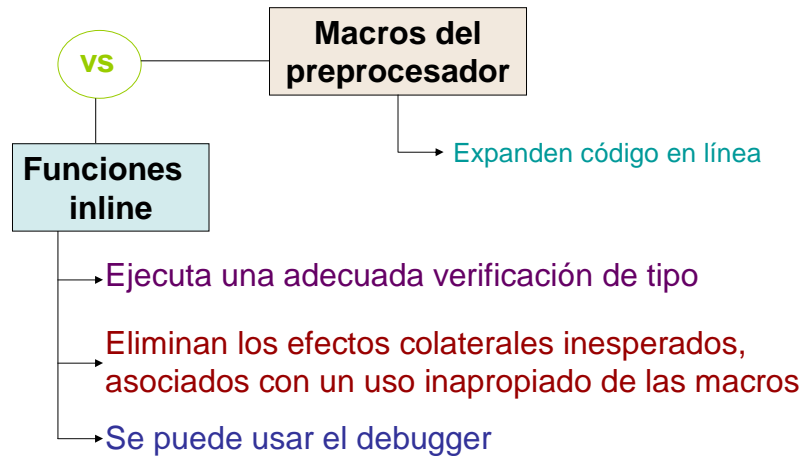 Macros del
preprocesador
vs
Expanden código en línea
Funciones
inline
Ejecuta una adecuada verificación de tipo
Eliminan los efectos colaterales inesperados,
asociados con un uso inapropiado de las macros
Se puede usar el debugger